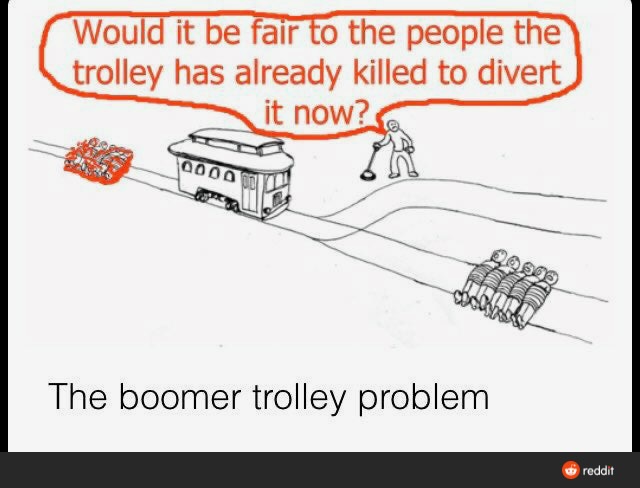 Would it be fair to the people the
trolley has already killed to divert
it now?
The boomer trolley problem
reddit